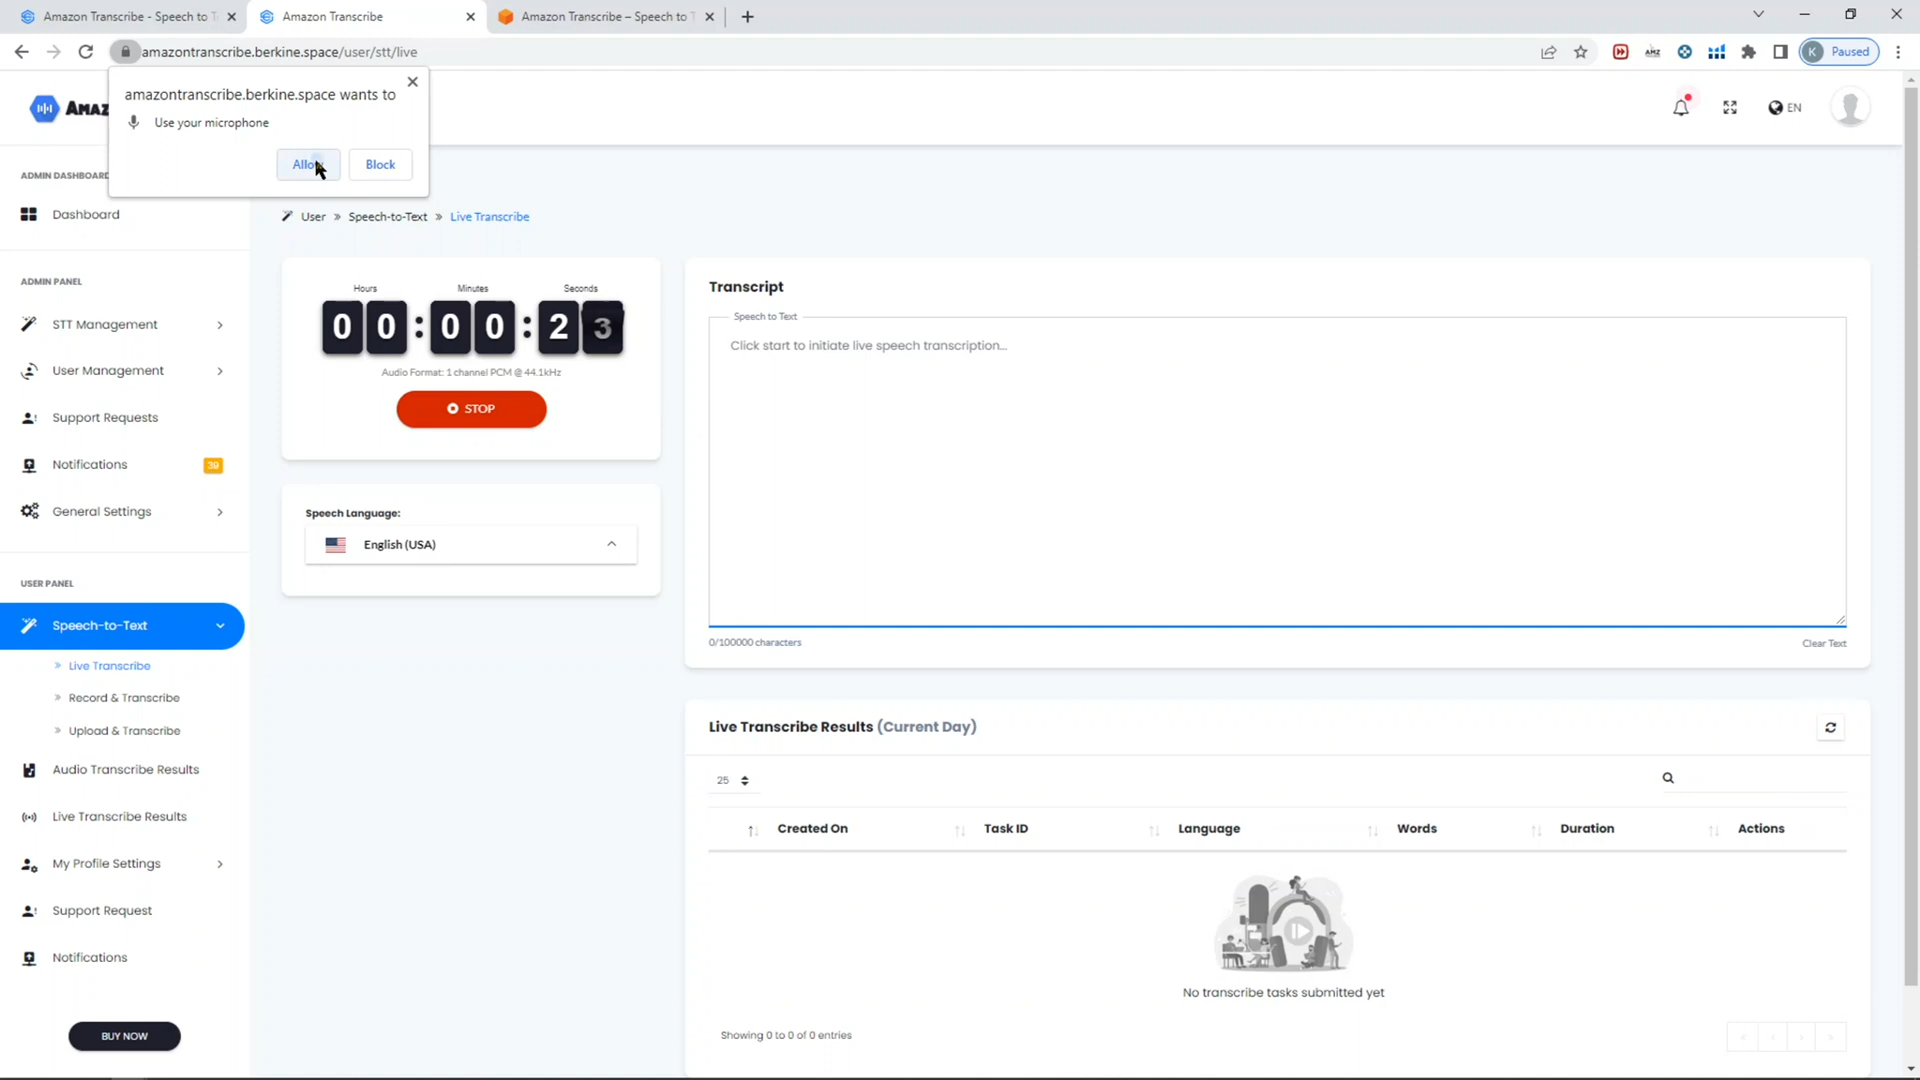 Amazon Transcribe - Speech to T
Amazon Transcribe
Amazon Transcribe – Speech to T
amazontranscribe.berkine.space/user/stt/live
K Paused
amazontranscribe.berkine.space wants to
Use your microphone
Block
EN
ADMIN DASHBOARD
Dashboard
ADMIN PANEL
STT Management
User Management
Support Requests
Notifications 39
General Settings
USER PANEL
Speech-to-Text
» Live Transcribe
» Record & Transcribe
» Upload & Transcribe
Audio Transcribe Results
Live Transcribe Results
My Profile Settings
Support Request
Notifications
BUY NOW
User » Speech-to-Text » Live Transcribe
Hours Minutes Seconds
0 0 : 0 0 : 2 3
Audio Format: 1 channel PCM @ 44.1kHz
STOP
Speech Language:
English (USA)
Transcript
Speech to Text
Click start to initiate live speech transcription...
0/100000 characters
Clear Text
Live Transcribe Results (Current Day)
25
Created On Task ID Language Words Duration Actions
No transcribe tasks submitted yet
Showing 0 to 0 of 0 entries